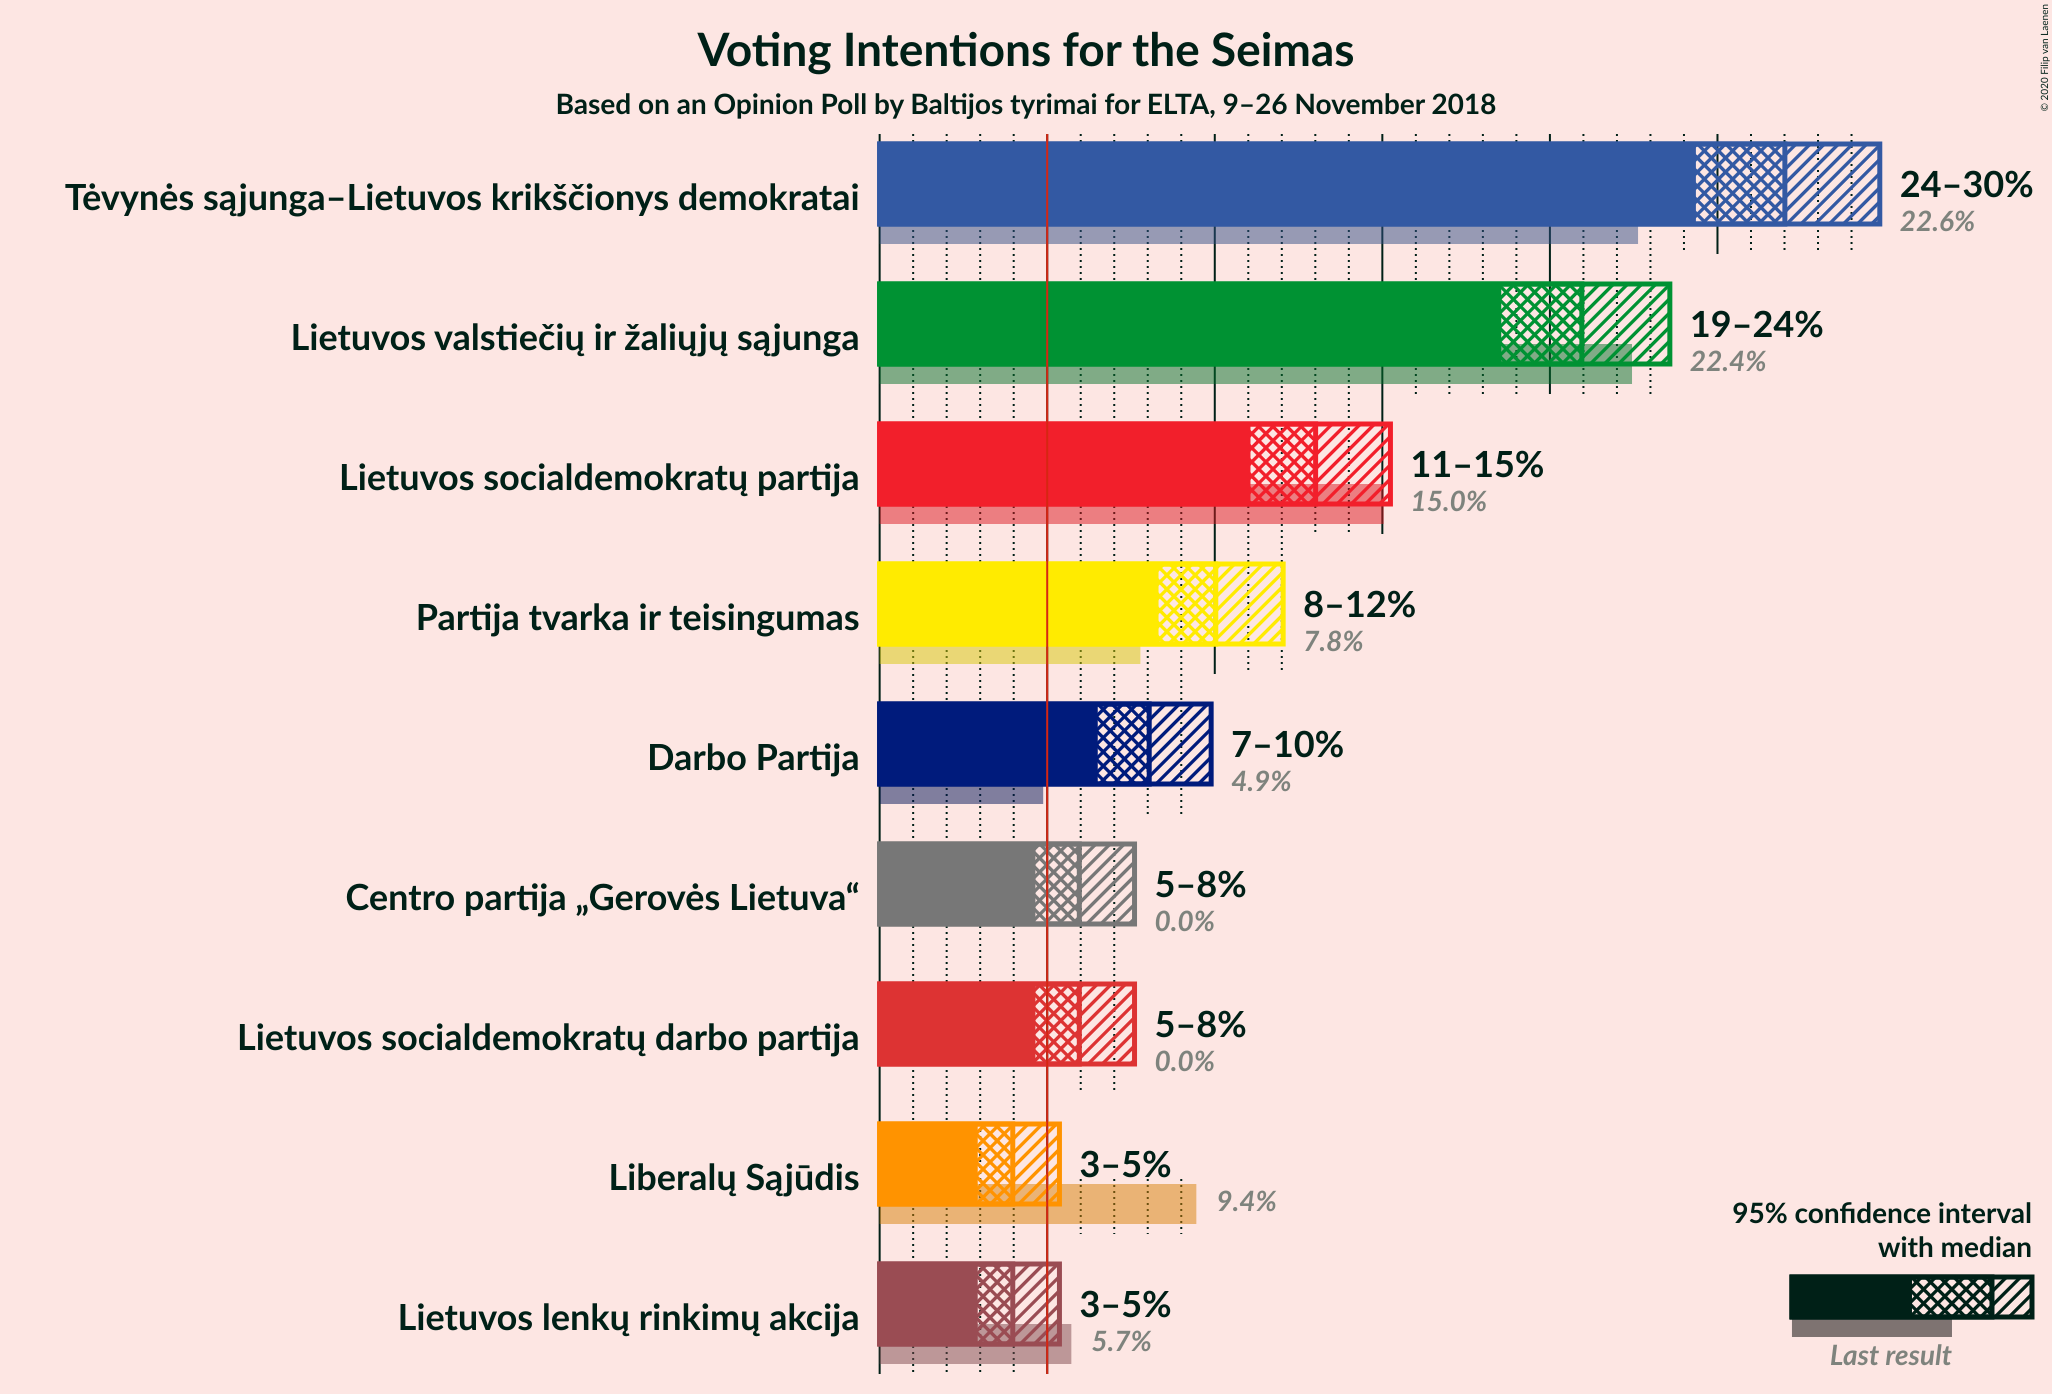 Voting Intentions for the Seimas
Based on an Opinion Poll by Baltijos tyrimai for ELTA, 9–26 November 2018
© 2020 Filip van Laenen
Tėvynės sąjunga–Lietuvos krikščionys demokratai
24–30%
22.6%
Lietuvos valstiečių ir žaliųjų sąjunga
19–24%
22.4%
Lietuvos socialdemokratų partija
11–15%
15.0%
Partija tvarka ir teisingumas
8–12%
7.8%
Darbo Partija
7–10%
4.9%
Centro partija „Gerovės Lietuva“
5–8%
0.0%
Lietuvos socialdemokratų darbo partija
5–8%
0.0%
Liberalų Sąjūdis
3–5%
9.4%
Lietuvos lenkų rinkimų akcija
3–5%
5.7%
95% confidence interval
with median
Last result